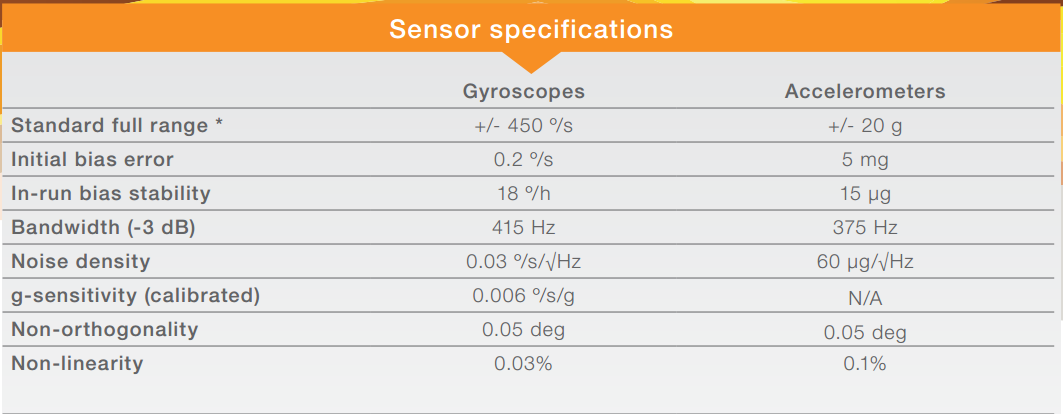 Sensor specifications
Gyroscopes Accelerometers
Standard full range * +/- 450 º/s +/- 20 g
Initial bias error 0.2 º/s 5 mg
In-run bias stability 18 º/h 15 µg
Bandwidth (-3 dB) 415 Hz 375 Hz
Noise density 0.03 º/s/√Hz 60 µg/√Hz
g-sensitivity (calibrated) 0.006 º/s/g N/A
Non-orthogonality 0.05 deg 0.05 deg
Non-linearity 0.03% 0.1%